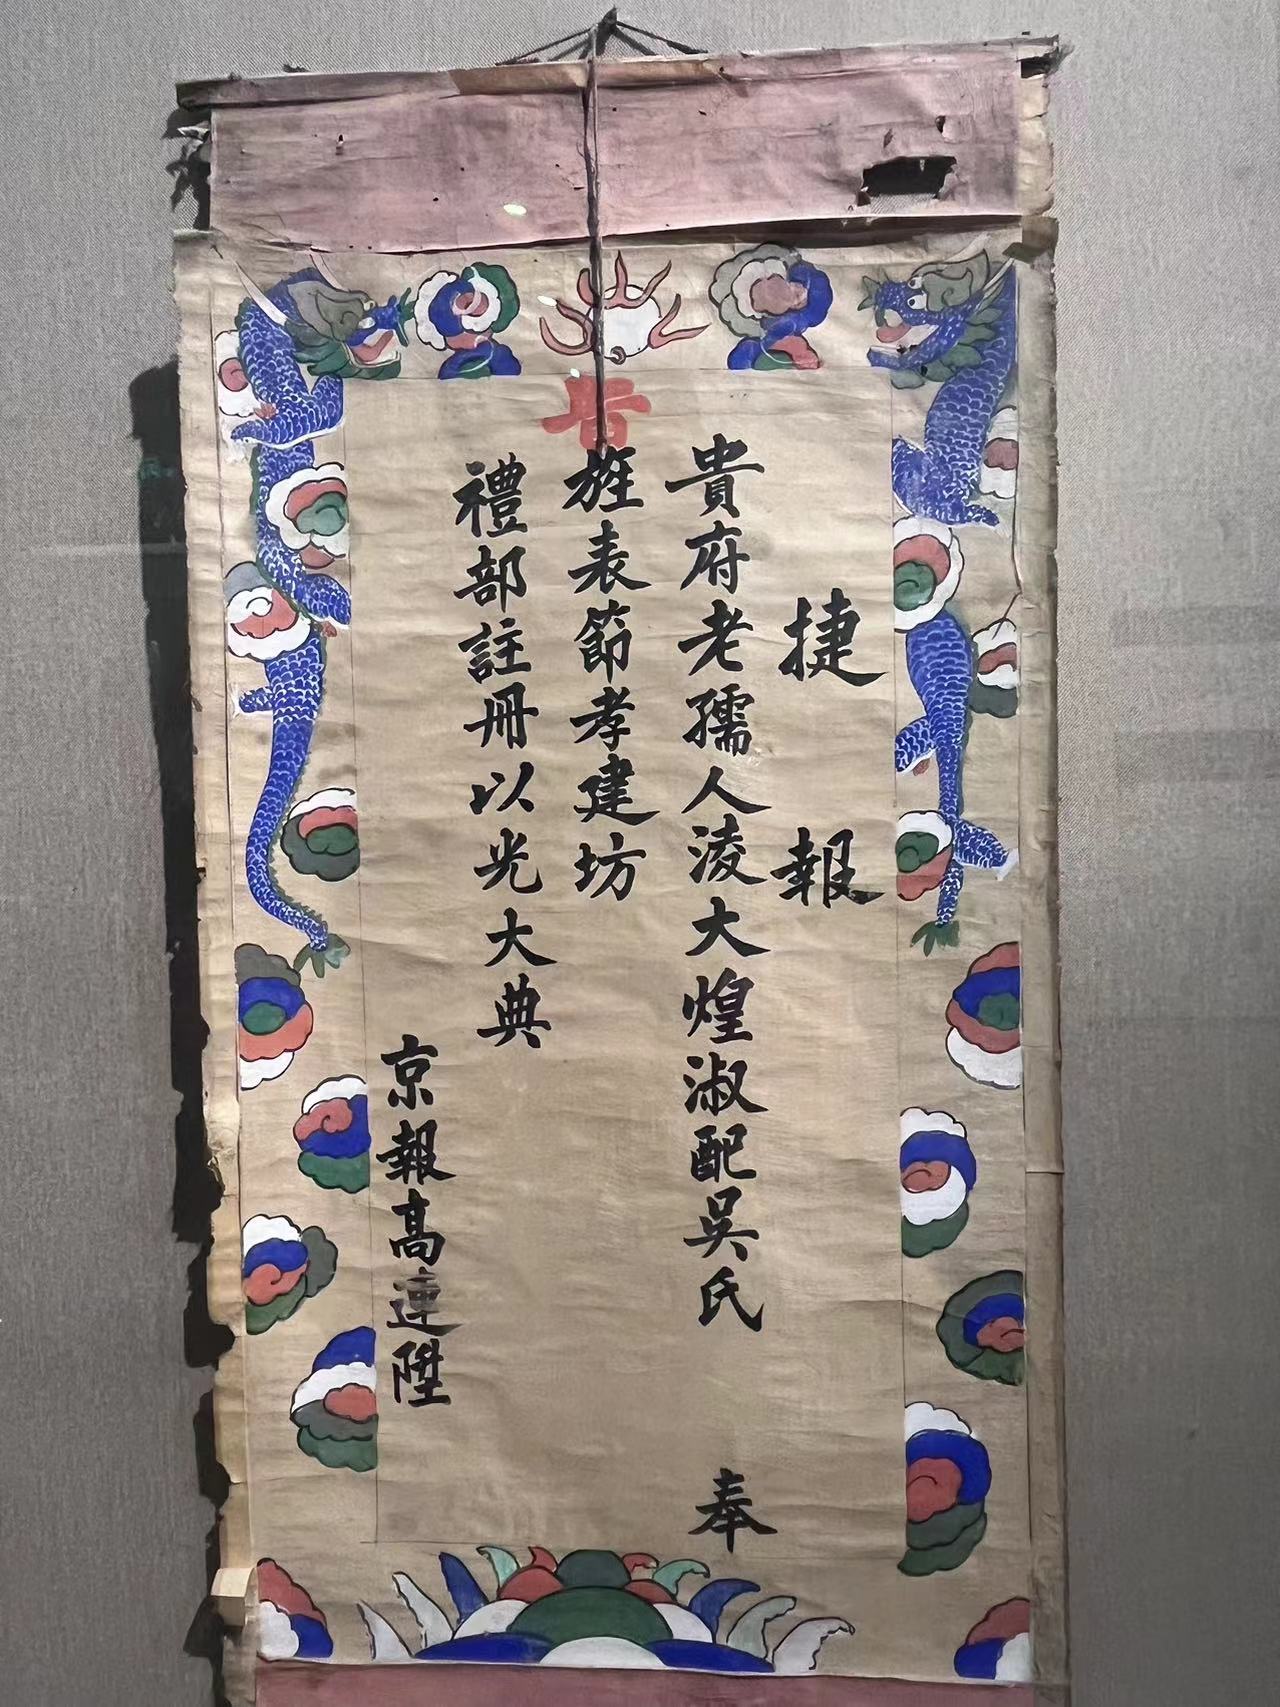 捷報
貴府老孺人淩大煌淑配吳氏 奉
旨
旌表節孝建坊
禮部註冊以光大典
京報高連陞